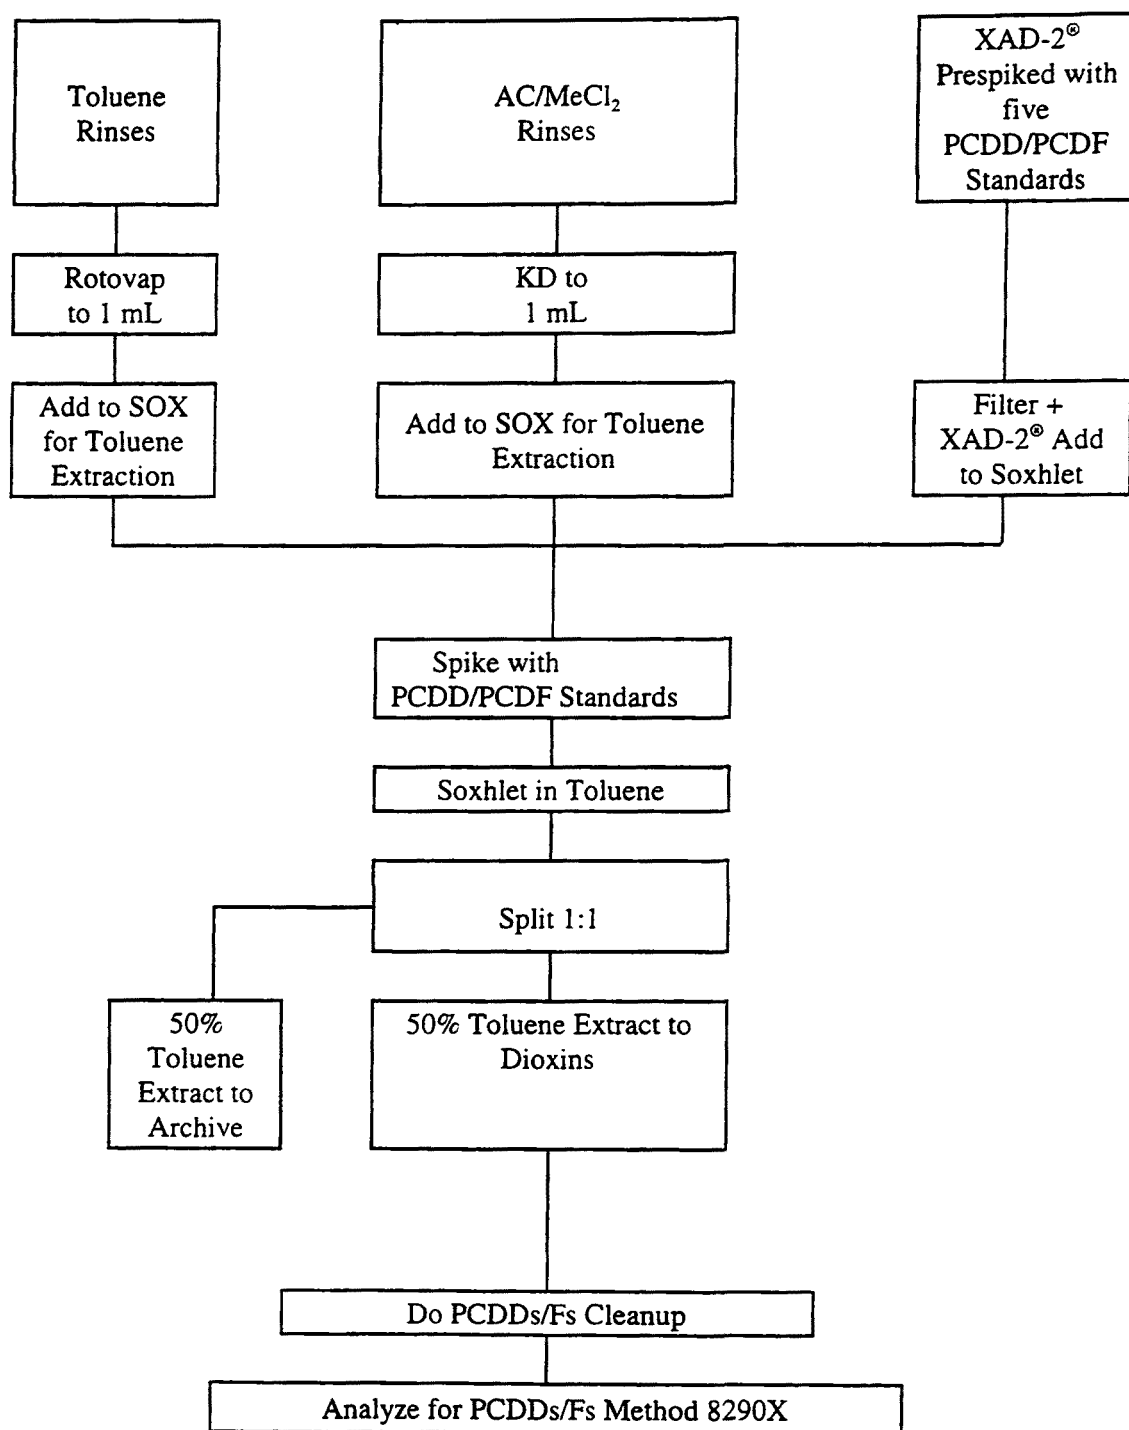 Toluene
Rinses
AC/MeCl₂
Rinses
XAD-2®
Prespiked with
five
PCDD/PCDF
Standards
Rotovap
to 1 mL
KD to
1 mL
Add to SOX
for Toluene
Extraction
Add to SOX for Toluene
Extraction
Filter +
XAD-2® Add
to Soxhlet
Spike with
PCDD/PCDF Standards
Soxhlet in Toluene
Split 1:1
50%
Toluene
Extract to
Archive
50% Toluene Extract to
Dioxins
Do PCDDs/Fs Cleanup
Analyze for PCDDs/Fs Method 8290X